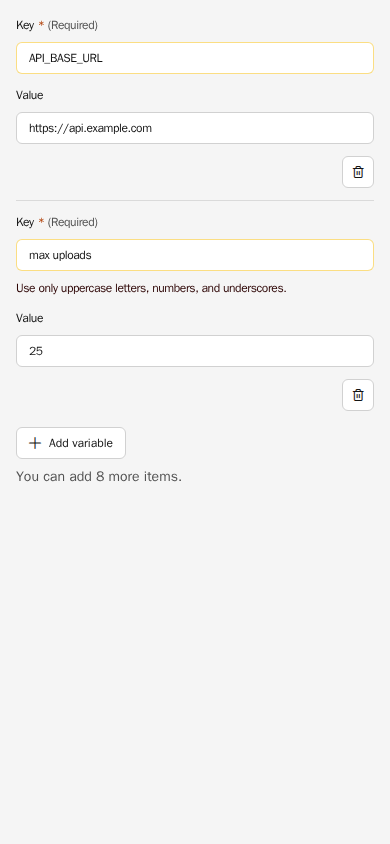 Key * (Required)
API_BASE_URL
Value
https://api.example.com
Key * (Required)
max uploads
Use only uppercase letters, numbers, and underscores.
Value
25
Add variable
You can add 8 more items.